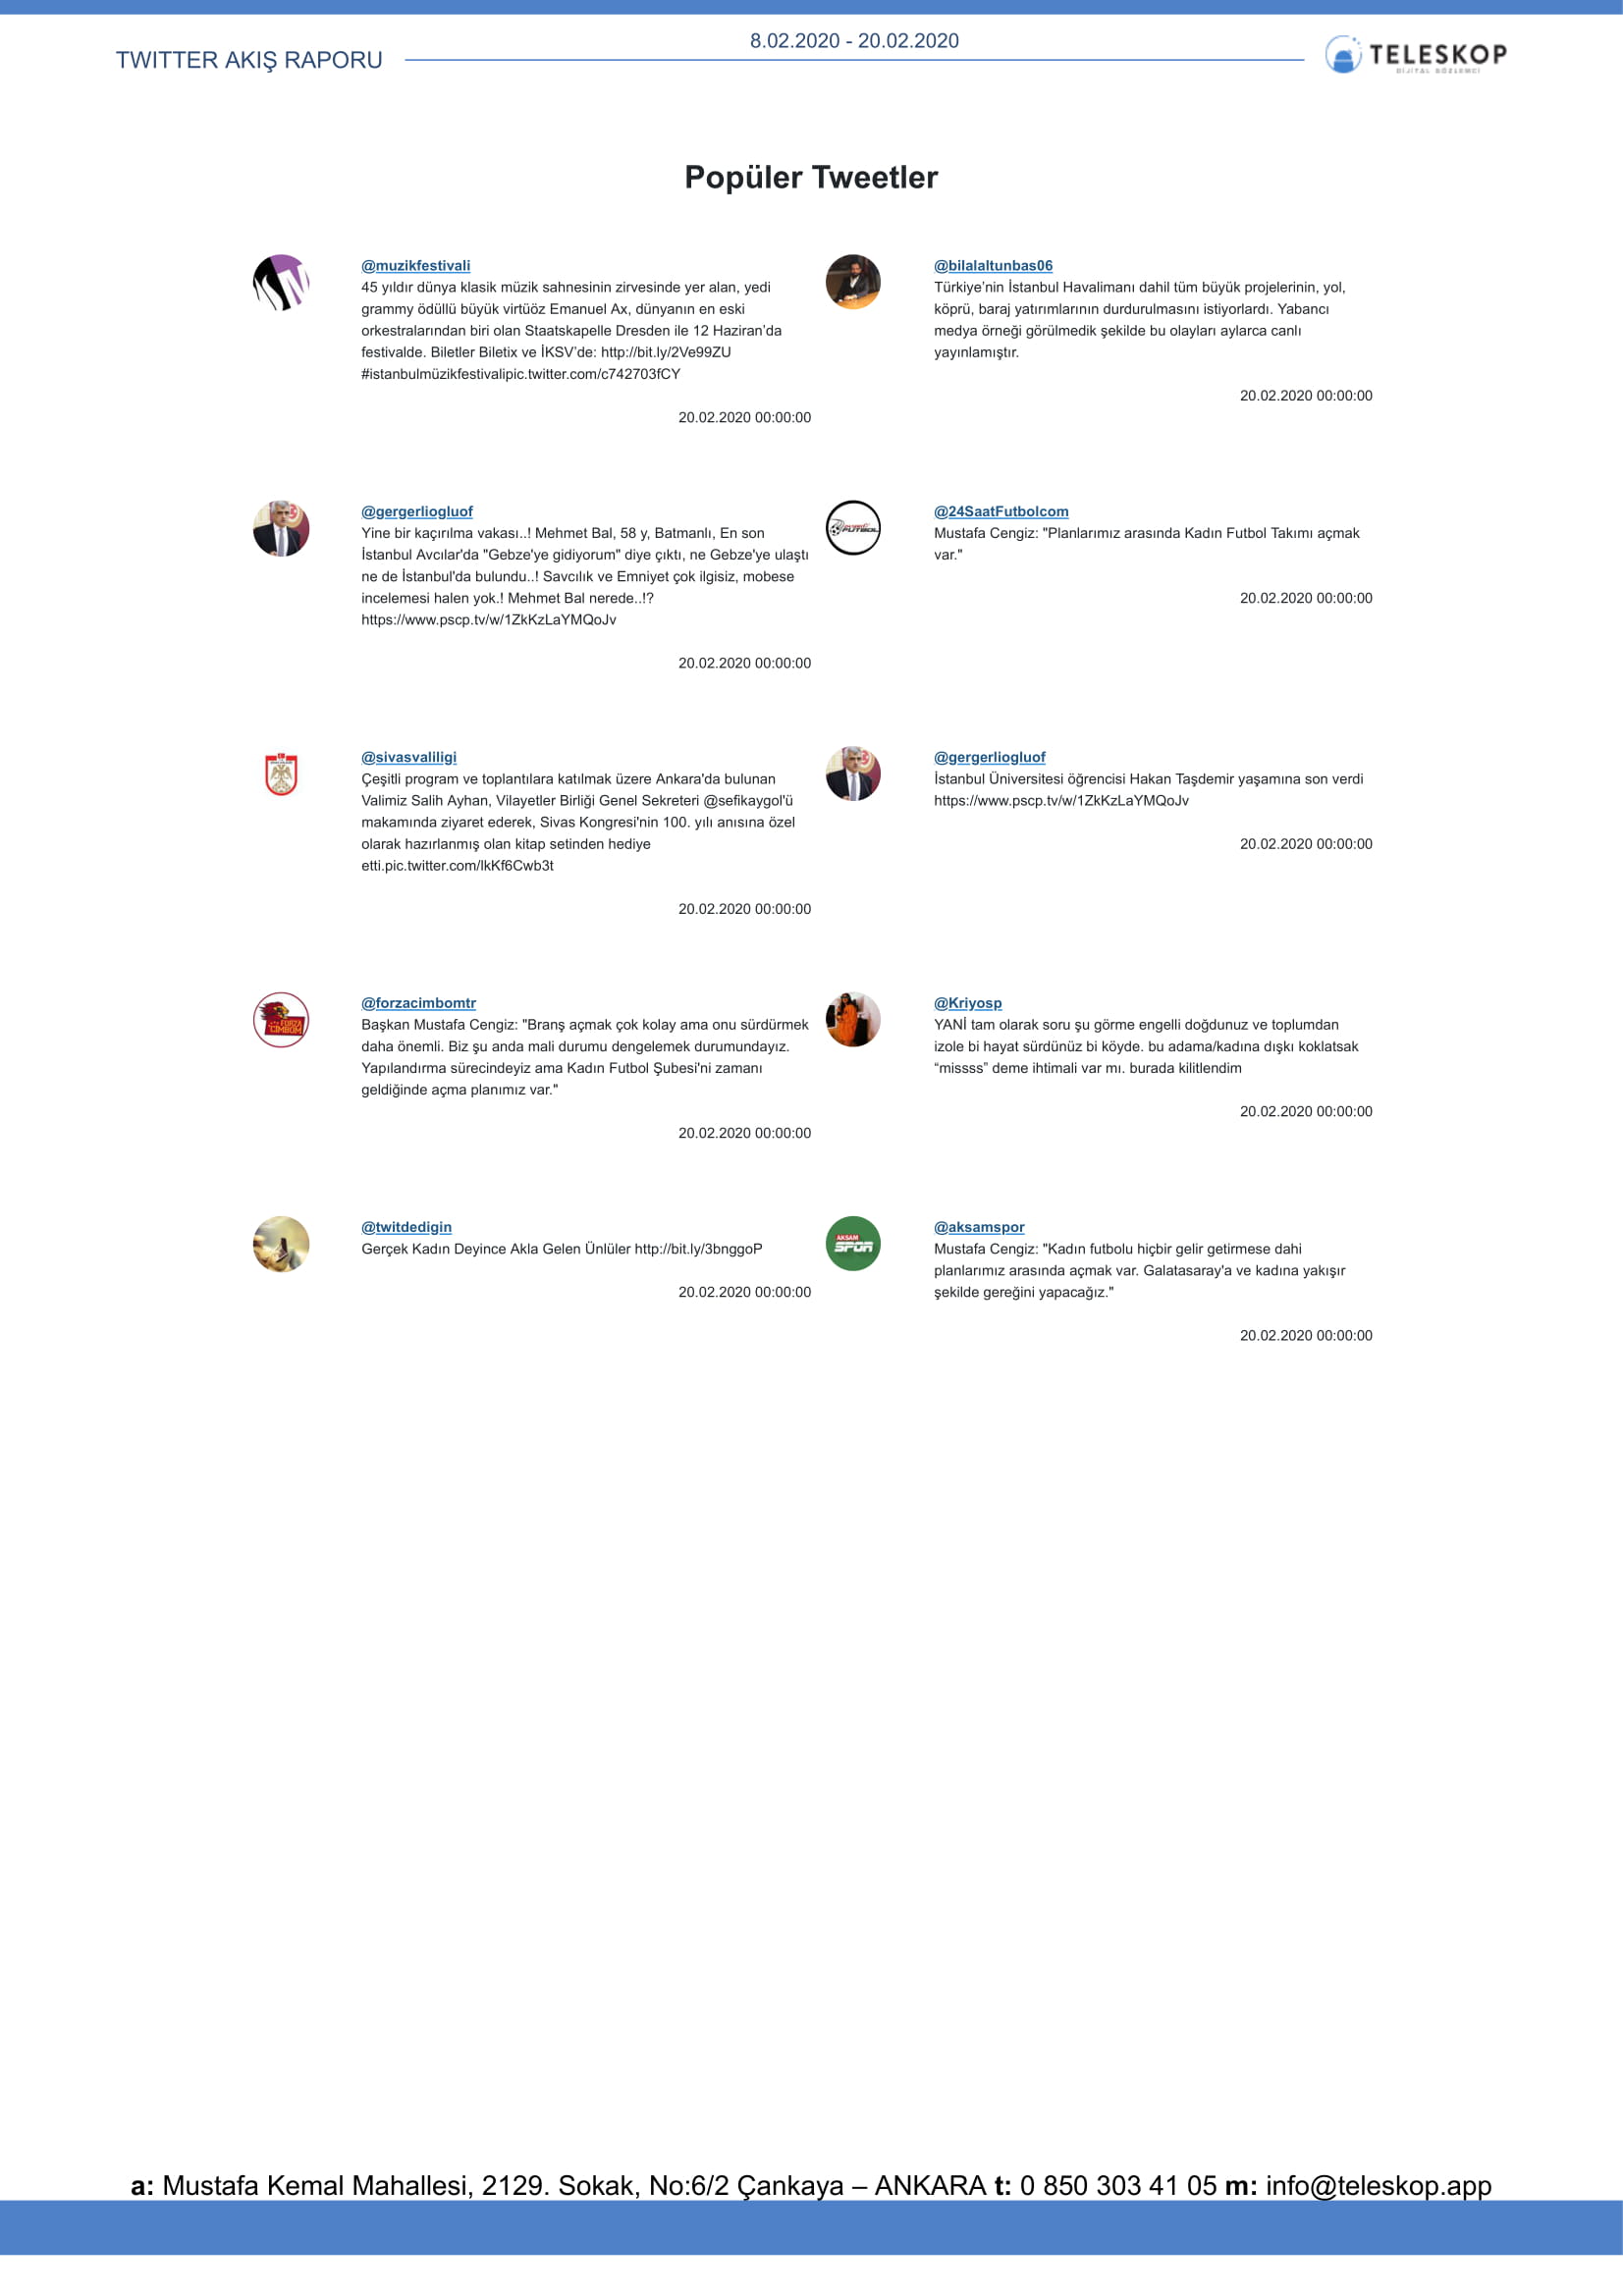 TWITTER AKIŞ RAPORU
8.02.2020 - 20.02.2020
TELESKOP
DİJİTAL GÖZLEMCİ
Popüler Tweetler
@muzikfestivali
45 yıldır dünya klasik müzik sahnesinin zirvesinde yer alan, yedi
grammy ödüllü büyük virtüöz Emanuel Ax, dünyanın en eski
orkestralarından biri olan Staatskapelle Dresden ile 12 Haziran’da
festivalde. Biletler Biletix ve İKSV’de: http://bit.ly/2Ve99ZU
#istanbulmüzikfestivalipic.twitter.com/c742703fCY
20.02.2020 00:00:00
@bilalaltunbas06
Türkiye’nin İstanbul Havalimanı dahil tüm büyük projelerinin, yol,
köprü, baraj yatırımlarının durdurulmasını istiyorlardı. Yabancı
medya örneği görülmedik şekilde bu olayları aylarca canlı
yayınlamıştır.
20.02.2020 00:00:00
@gergerliogluof
Yine bir kaçırılma vakası..! Mehmet Bal, 58 y, Batmanlı, En son
İstanbul Avcılar'da "Gebze'ye gidiyorum" diye çıktı, ne Gebze'ye ulaştı
ne de İstanbul'da bulundu..! Savcılık ve Emniyet çok ilgisiz, mobese
incelemesi halen yok.! Mehmet Bal nerede..!?
https://www.pscp.tv/w/1ZkKzLaYMQoJv
20.02.2020 00:00:00
FUTBOL
@24SaatFutbolcom
Mustafa Cengiz: "Planlarımız arasında Kadın Futbol Takımı açmak
var."
20.02.2020 00:00:00
@sivasvaliligi
Çeşitli program ve toplantılara katılmak üzere Ankara'da bulunan
Valimiz Salih Ayhan, Vilayetler Birliği Genel Sekreteri @sefikaygol'ü
makamında ziyaret ederek, Sivas Kongresi'nin 100. yılı anısına özel
olarak hazırlanmış olan kitap setinden hediye
etti.pic.twitter.com/lkKf6Cwb3t
20.02.2020 00:00:00
@gergerliogluof
İstanbul Üniversitesi öğrencisi Hakan Taşdemir yaşamına son verdi
https://www.pscp.tv/w/1ZkKzLaYMQoJv
20.02.2020 00:00:00
FORZA
CİMBOM
@forzacimbomtr
Başkan Mustafa Cengiz: "Branş açmak çok kolay ama onu sürdürmek
daha önemli. Biz şu anda mali durumu dengelemek durumundayız.
Yapılandırma sürecindeyiz ama Kadın Futbol Şubesi'ni zamanı
geldiğinde açma planımız var."
20.02.2020 00:00:00
@Kriyosp
YANİ tam olarak soru şu görme engelli doğdunuz ve toplumdan
izole bi hayat sürdünüz bi köyde. bu adama/kadına dışkı koklatsak
“missss” deme ihtimali var mı. burada kilitlendim
20.02.2020 00:00:00
@twitdedigin
Gerçek Kadın Deyince Akla Gelen Ünlüler http://bit.ly/3bnggoP
20.02.2020 00:00:00
AKSAM
SPOR
@aksamspor
Mustafa Cengiz: "Kadın futbolu hiçbir gelir getirmese dahi
planlarımız arasında açmak var. Galatasaray'a ve kadına yakışır
şekilde gereğini yapacağız."
20.02.2020 00:00:00
a: Mustafa Kemal Mahallesi, 2129. Sokak, No:6/2 Çankaya – ANKARA t: 0 850 303 41 05 m: info@teleskop.app